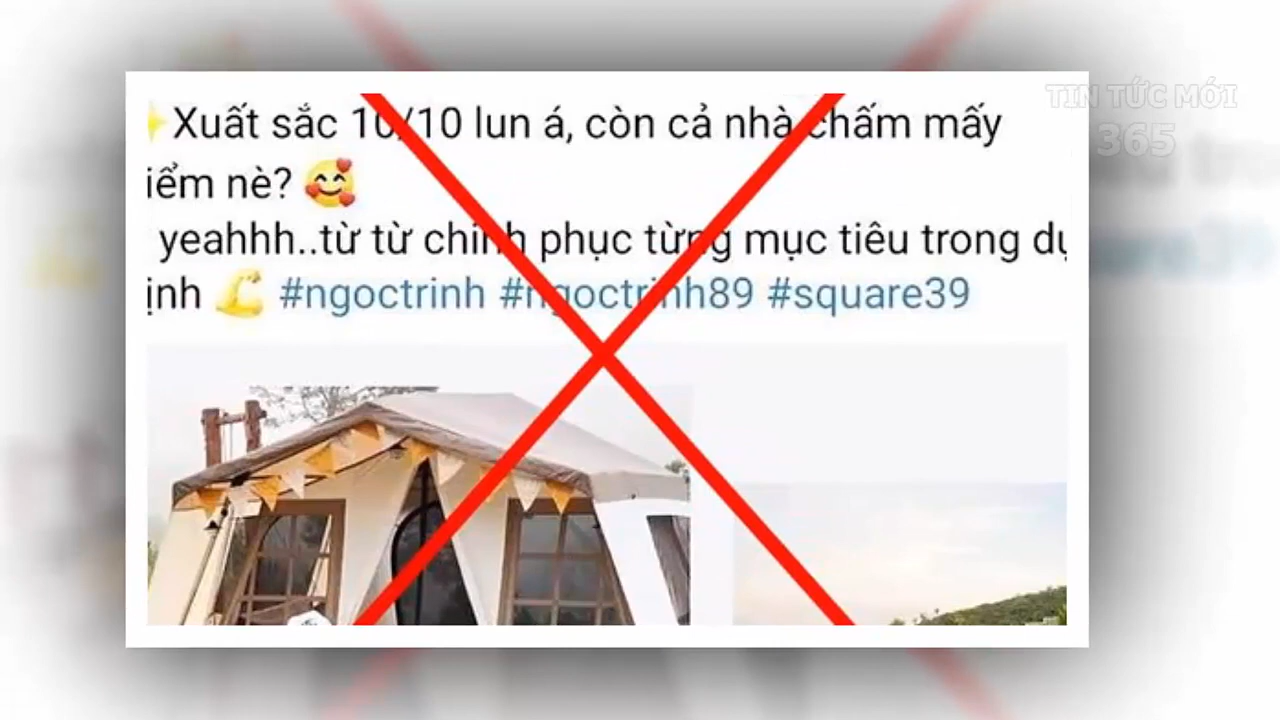 TIN TỨC MỚI
365
Xuất sắc 10/10 lun á, còn cả nhà chấm mấy
iểm nè? 🥰
yeahhh..từ từ chinh phục từng mục tiêu trong dự
ịnh 💪 #ngoctrinh #ngoctrinh89 #square39